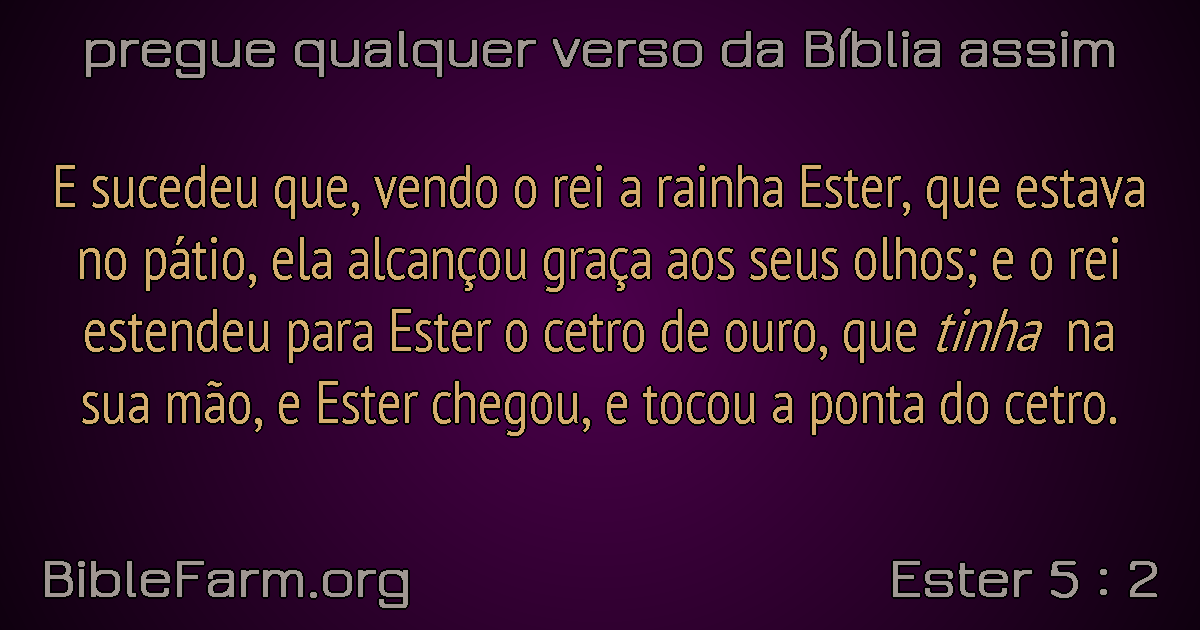 pregue qualquer verso da Bíblia assim
E sucedeu que, vendo o rei a rainha Ester, que estava
no pátio, ela alcançou graça aos seus olhos; e o rei
estendeu para Ester o cetro de ouro, que tinha na
sua mão, e Ester chegou, e tocou a ponta do cetro.
BibleFarm.org
Ester 5 : 2